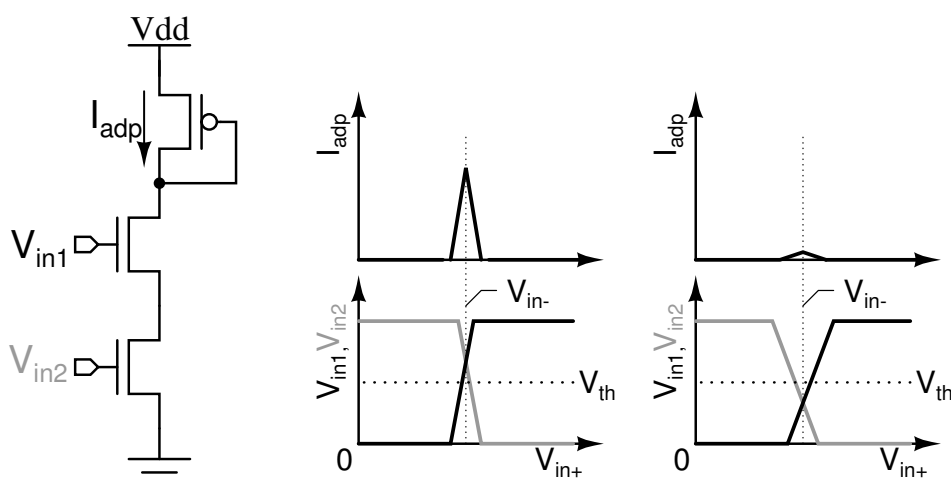 Vdd
I_adp
V_in1
V_in2
I_adp
V_in-
V_in1, V_in2
V_th
0
V_in+
I_adp
V_in-
V_in1, V_in2
V_th
0
V_in+